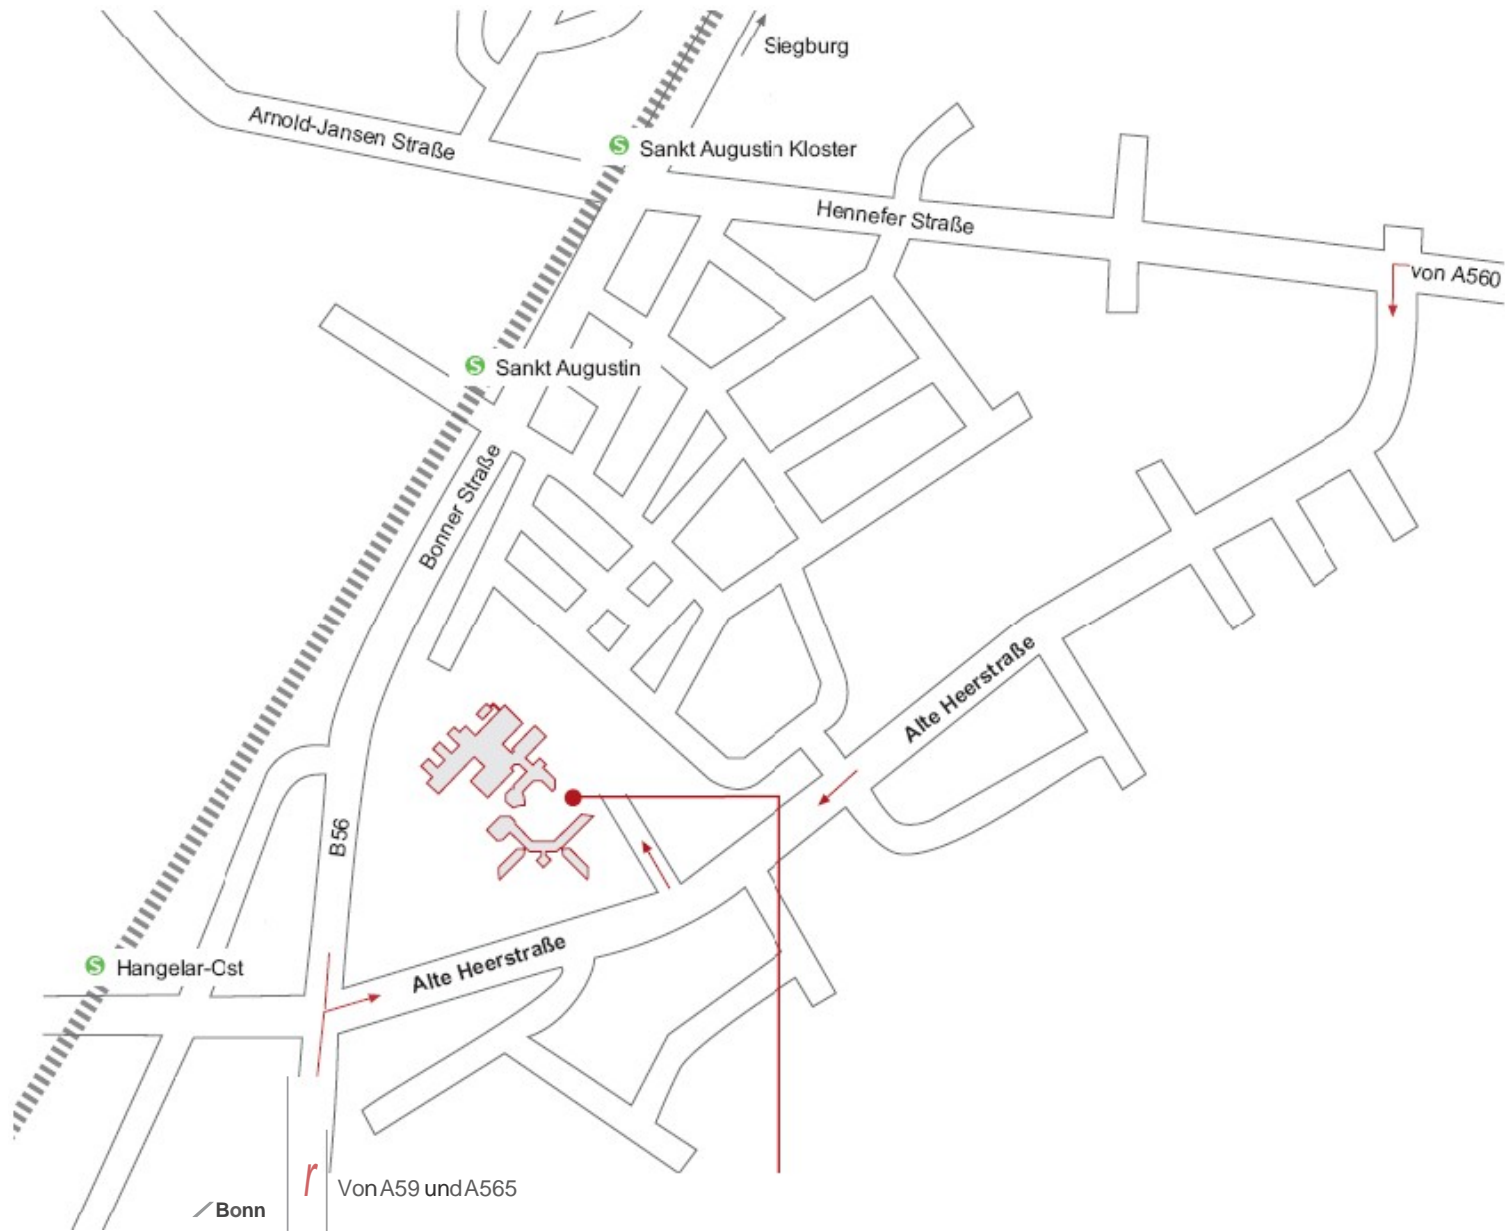 Siegburg
Arnold-Jansen Straße
S Sankt Augustin Kloster
Hennefer Straße
von A560
S Sankt Augustin
Bonner Straße
Alte Heerstraße
B56
S Hangelar-Ost
Alte Heerstraße
r Von A59 und A565
Bonn